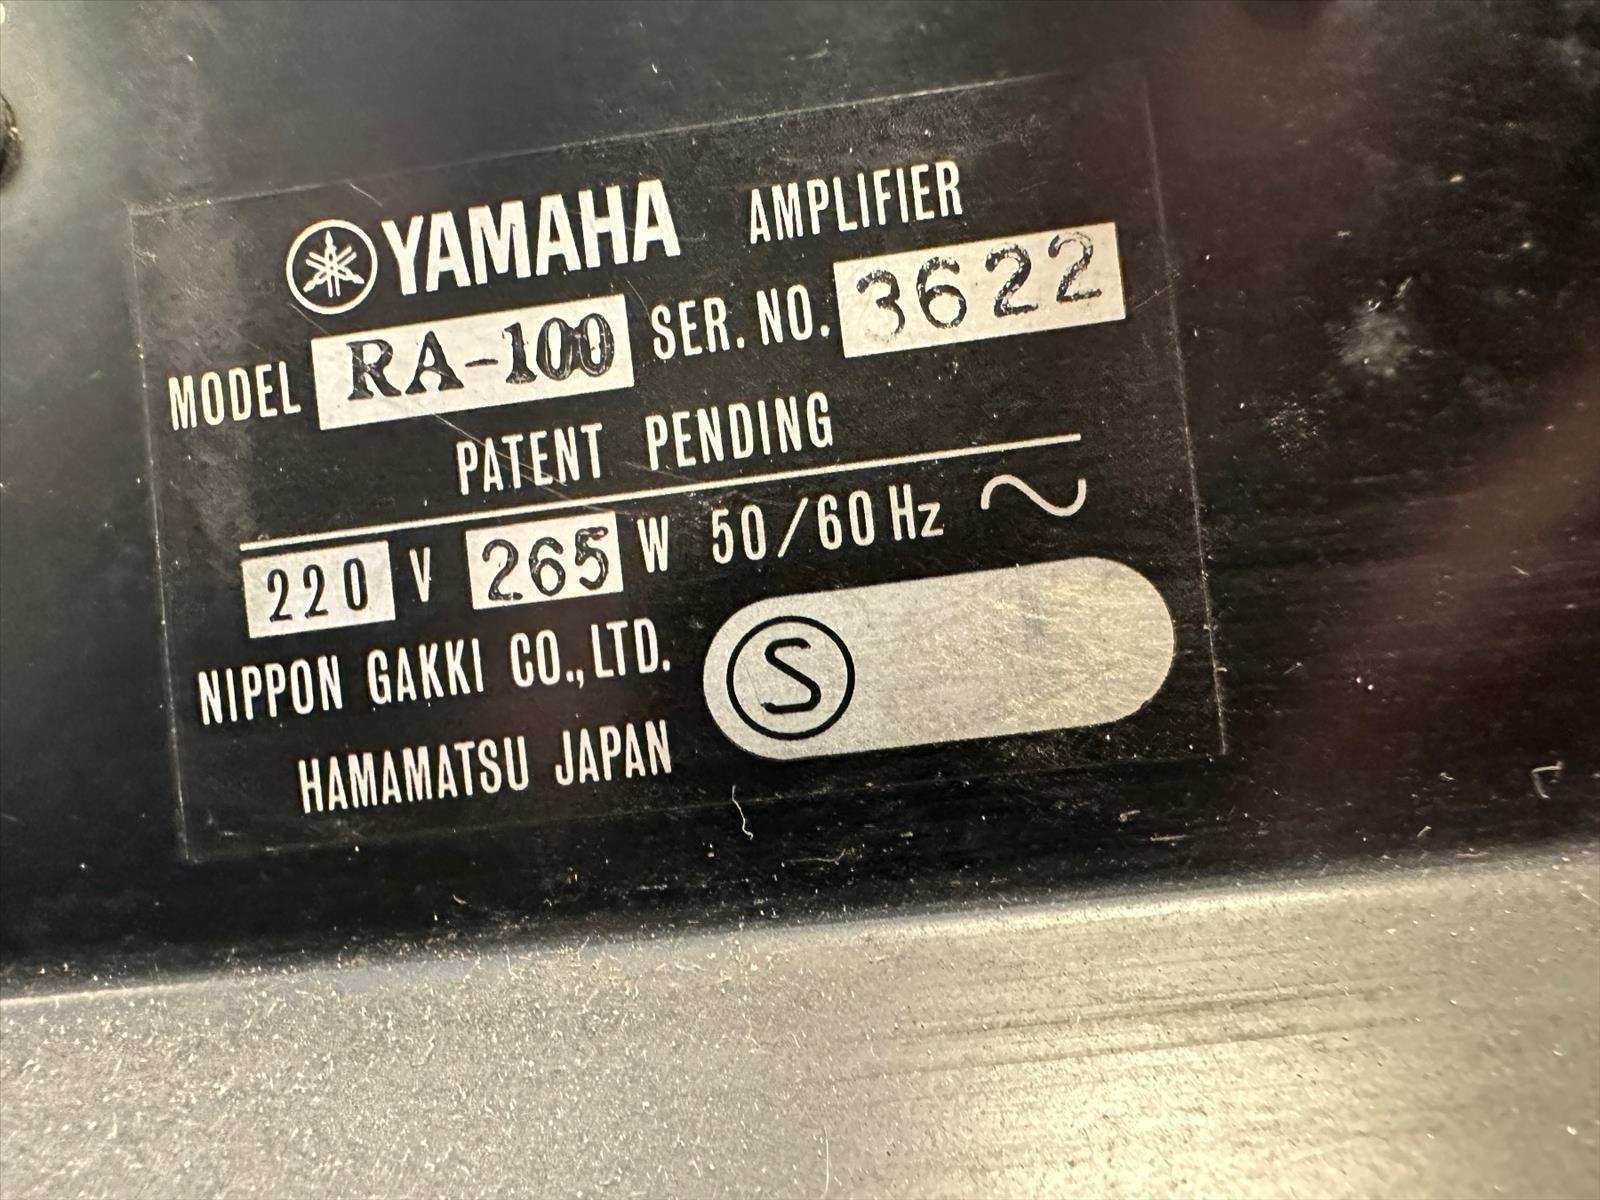 YAMAHA AMPLIFIER
MODEL RA-100 SER. NO. 3622
PATENT PENDING
220 V 265 W 50/60 Hz ~
NIPPON GAKKI CO., LTD.
HAMAMATSU JAPAN
S